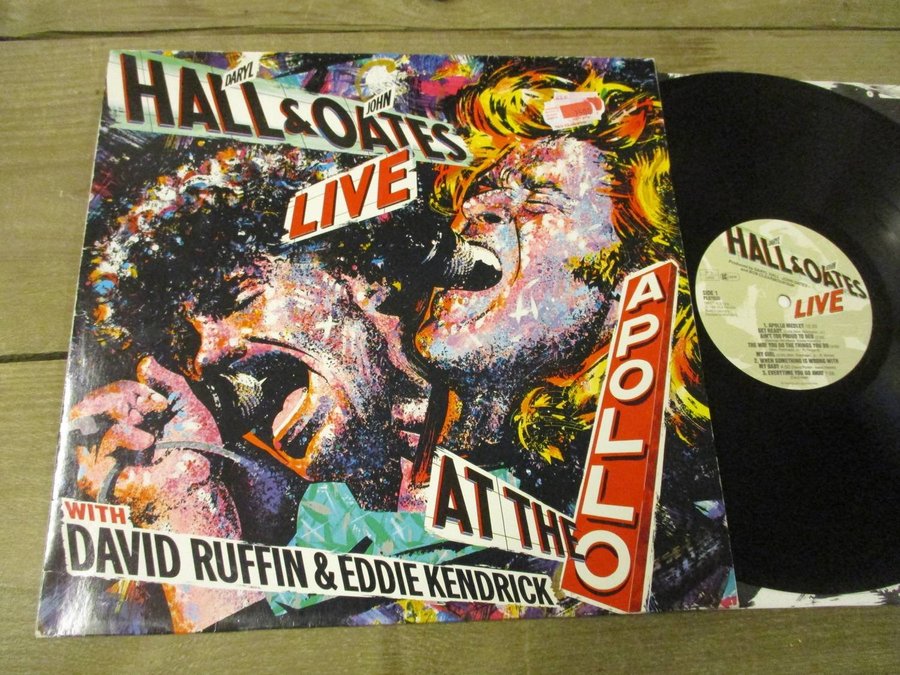 DARYL
HALL & JOHN OATES
LIVE
AT THE
APOLLO
WITH
DAVID RUFFIN & EDDIE KENDRICK
HALL & OATES
LIVE
SIDE 1
1. APOLLO MEDLEY
GET READY
AIN'T TOO PROUD TO BEG
THE WAY YOU DO THE THINGS YOU DO
MY GIRL
2. WHEN SOMETHING IS WRONG WITH
MY BABY
3. EVERYTIME YOU GO AWAY